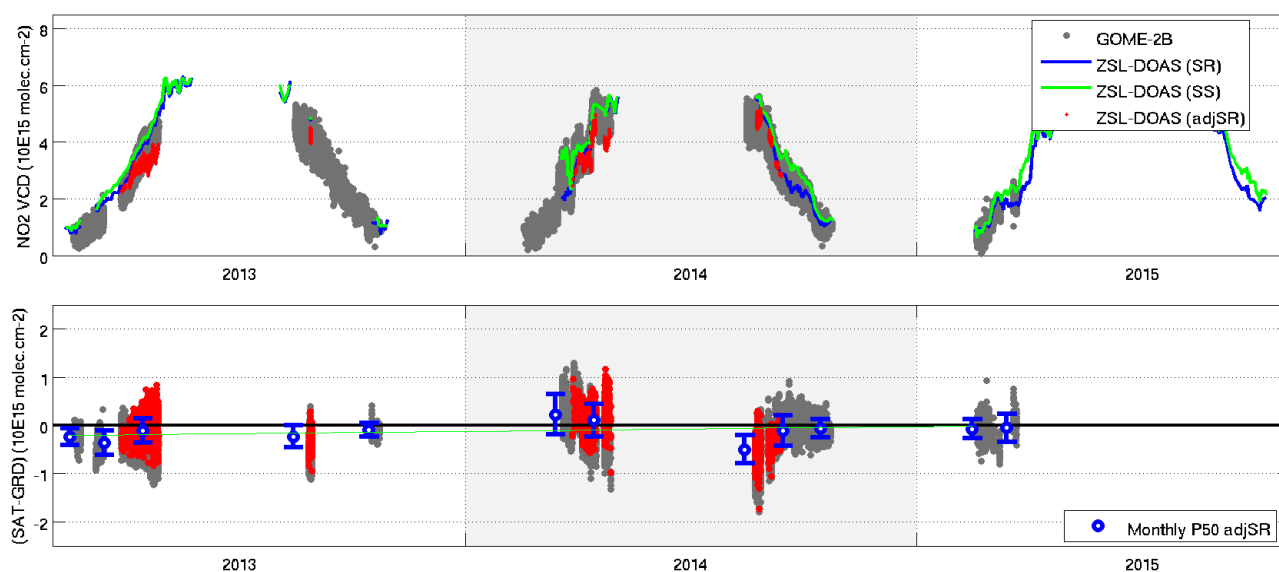 NO2 VCD (10E15 molec.cm-2)
8
6
4
2
0
GOME-2B
ZSL-DOAS (SR)
ZSL-DOAS (SS)
ZSL-DOAS (adjSR)
2013
2014
2015
(SAT-GRD) (10E15 molec.cm-2)
2
1
0
-1
-2
Monthly P50 adjSR
2013
2014
2015